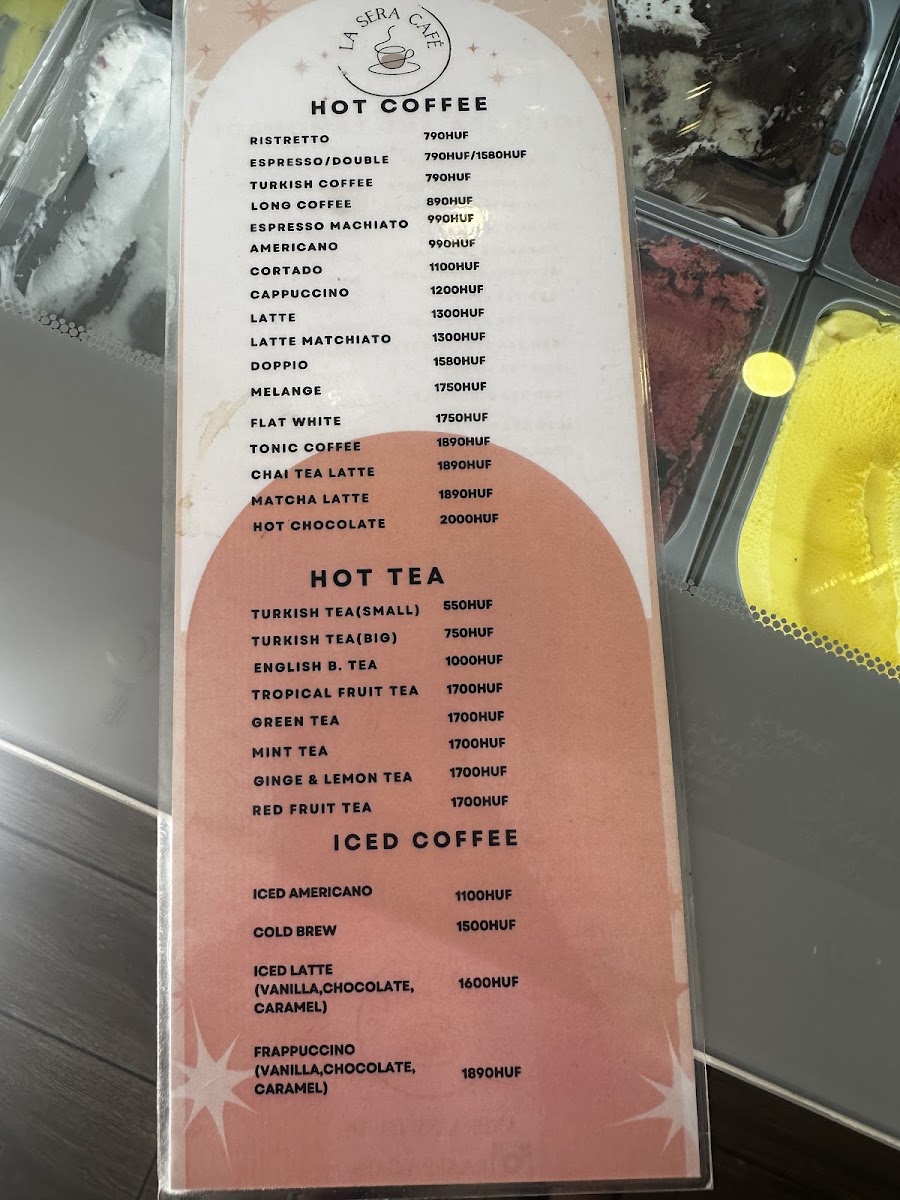 LA SERA CAFÉ
HOT COFFEE
RISTRETTO 790HUF
ESPRESSO/DOUBLE 790HUF/1580HUF
TURKISH COFFEE 790HUF
LONG COFFEE 890HUF
ESPRESSO MACHIATO 990HUF
AMERICANO 990HUF
CORTADO 1100HUF
CAPPUCCINO 1200HUF
LATTE 1300HUF
LATTE MATCHIATO 1300HUF
DOPPIO 1580HUF
MELANGE 1750HUF
FLAT WHITE 1750HUF
TONIC COFFEE 1890HUF
CHAI TEA LATTE 1890HUF
MATCHA LATTE 1890HUF
HOT CHOCOLATE 2000HUF
HOT TEA
TURKISH TEA(SMALL) 550HUF
TURKISH TEA(BIG) 750HUF
ENGLISH B. TEA 1000HUF
TROPICAL FRUIT TEA 1700HUF
GREEN TEA 1700HUF
MINT TEA 1700HUF
GINGE & LEMON TEA 1700HUF
RED FRUIT TEA 1700HUF
ICED COFFEE
ICED AMERICANO 1100HUF
COLD BREW 1500HUF
ICED LATTE
(VANILLA,CHOCOLATE, 1600HUF
CARAMEL)
FRAPPUCCINO
(VANILLA,CHOCOLATE, 1890HUF
CARAMEL)